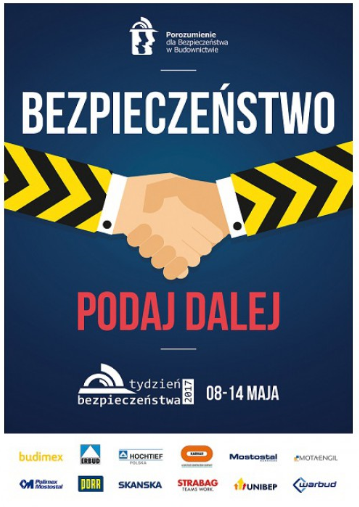 Porozumienie
dla Bezpieczeństwa
w Budownictwie
BEZPIECZEŃSTWO
PODAJ DALEJ
tydzień
bezpieczeństwa
2017
08-14 MAJA
budimex
ERBUD
HOCHTIEF
POLSKA
Mostostal
MOTAENGIL
Polimex
Mostostal
PORR
SKANSKA
STRABAG
TEAMS WORK.
UNIBEP
warbud